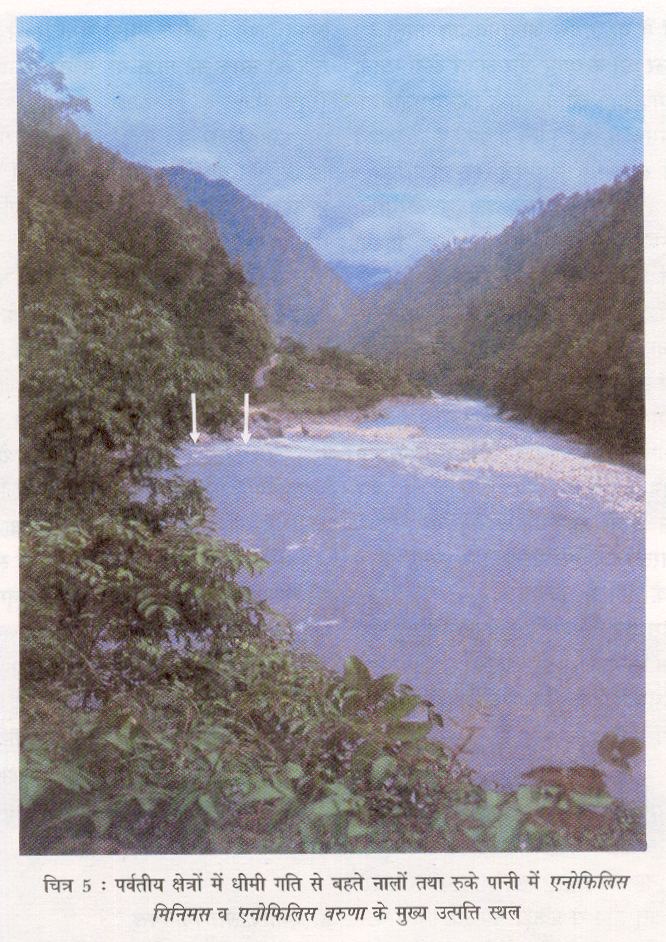 चित्र 5 : पर्वतीय क्षेत्रों में धीमी गति से बहते नालों तथा रुके पानी में एनोफिलिस
मिनिमस व एनोफिलिस वरुणा के मुख्य उत्पत्ति स्थल